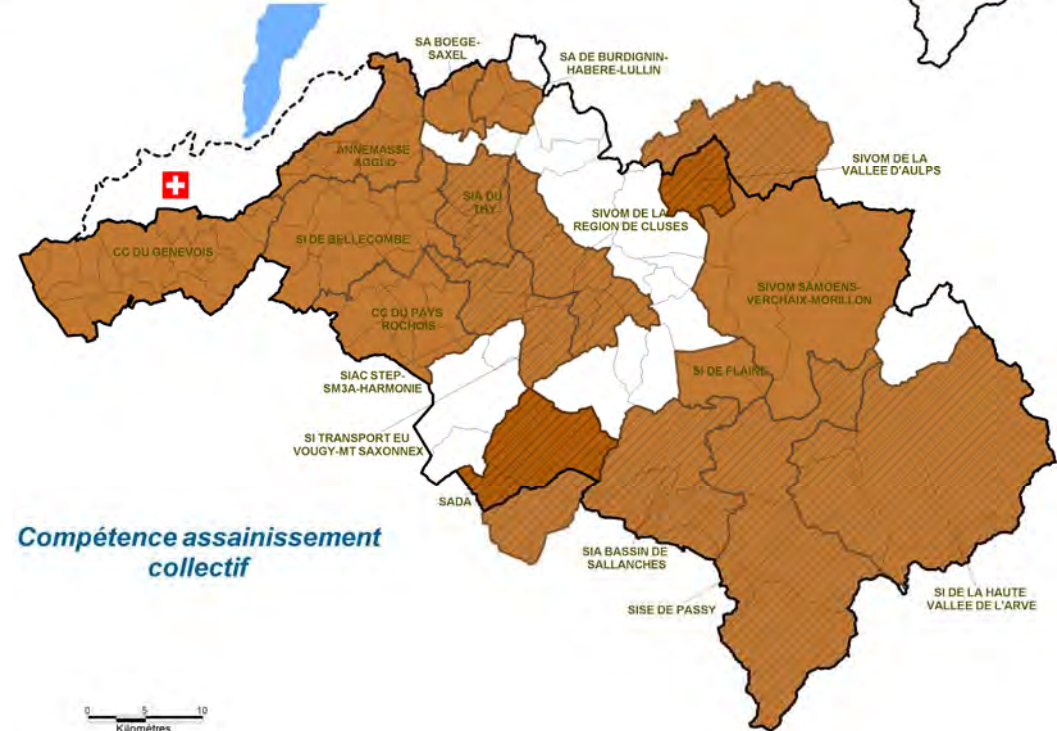 SA BOEGE-
SAXEL
SA DE BURDIGNIN-
HABERE-LULLIN
ANNEMASSE
AGGLO
SIVOM DE LA
VALLEE D'AULPS
SIA DU
THY
SIVOM DE LA
REGION DE CLUSES
CC DU GENEVOIS
SI DE BELLECOMBE
SIVOM SAMOENS-
VERCHAIX-MORILLON
CC DU PAYS
ROCHOIS
SI DE FLAINE
SIAC STEP-
SM3A-HARMONIE
SI TRANSPORT EU
VOUGY-MT SAXONNEX
SADA
Compétence assainissement
collectif
SIA BASSIN DE
SALLANCHES
SISE DE PASSY
SI DE LA HAUTE
VALLEE DE L'ARVE
0 5 10
Kilomètres